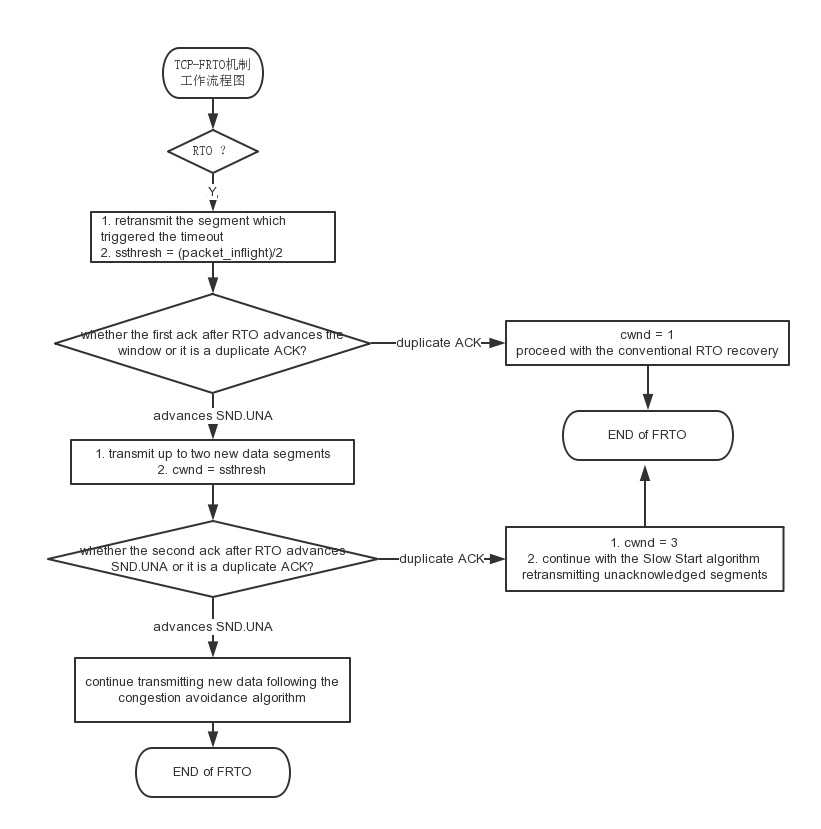 TCP-FRTO机制
工作流程图
RTO ?
Y,
1. retransmit the segment which
triggered the timeout
2. ssthresh = (packet_inflight)/2
whether the first ack after RTO advances the
window or it is a duplicate ACK?
duplicate ACK
cwnd = 1
proceed with the conventional RTO recovery
END of FRTO
advances SND.UNA
1. transmit up to two new data segments
2. cwnd = ssthresh
whether the second ack after RTO advances
SND.UNA or it is a duplicate ACK?
duplicate ACK
1. cwnd = 3
2. continue with the Slow Start algorithm
retransmitting unacknowledged segments
advances SND.UNA
continue transmitting new data following the
congestion avoidance algorithm
END of FRTO